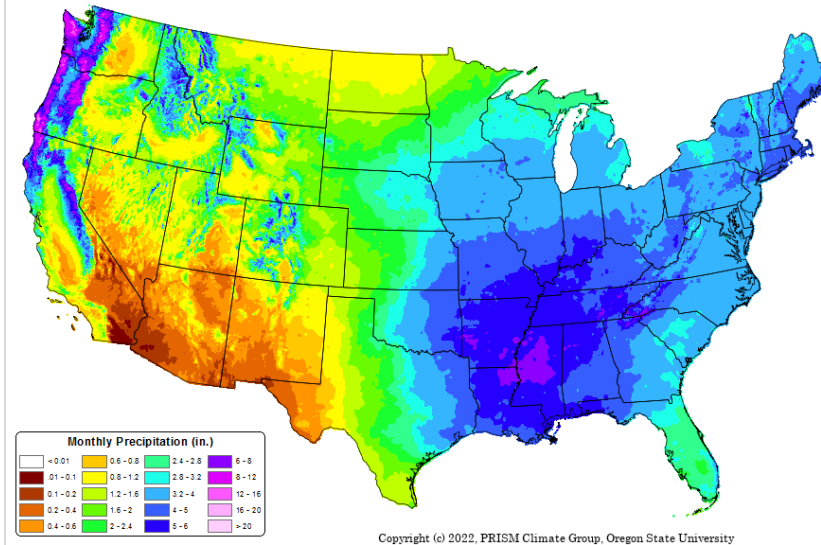 Monthly Precipitation (in.)
< 0.01 0.6 - 0.8 2.4 - 2.8 6 - 8
.01 - 0.1 0.8 - 1.2 2.8 - 3.2 8 - 12
0.1 - 0.2 1.2 - 1.6 3.2 - 4 12 - 16
0.2 - 0.4 1.6 - 2 4 - 5 16 - 20
0.4 - 0.6 2 - 2.4 5 - 6 > 20
Copyright (c) 2022, PRISM Climate Group, Oregon State University